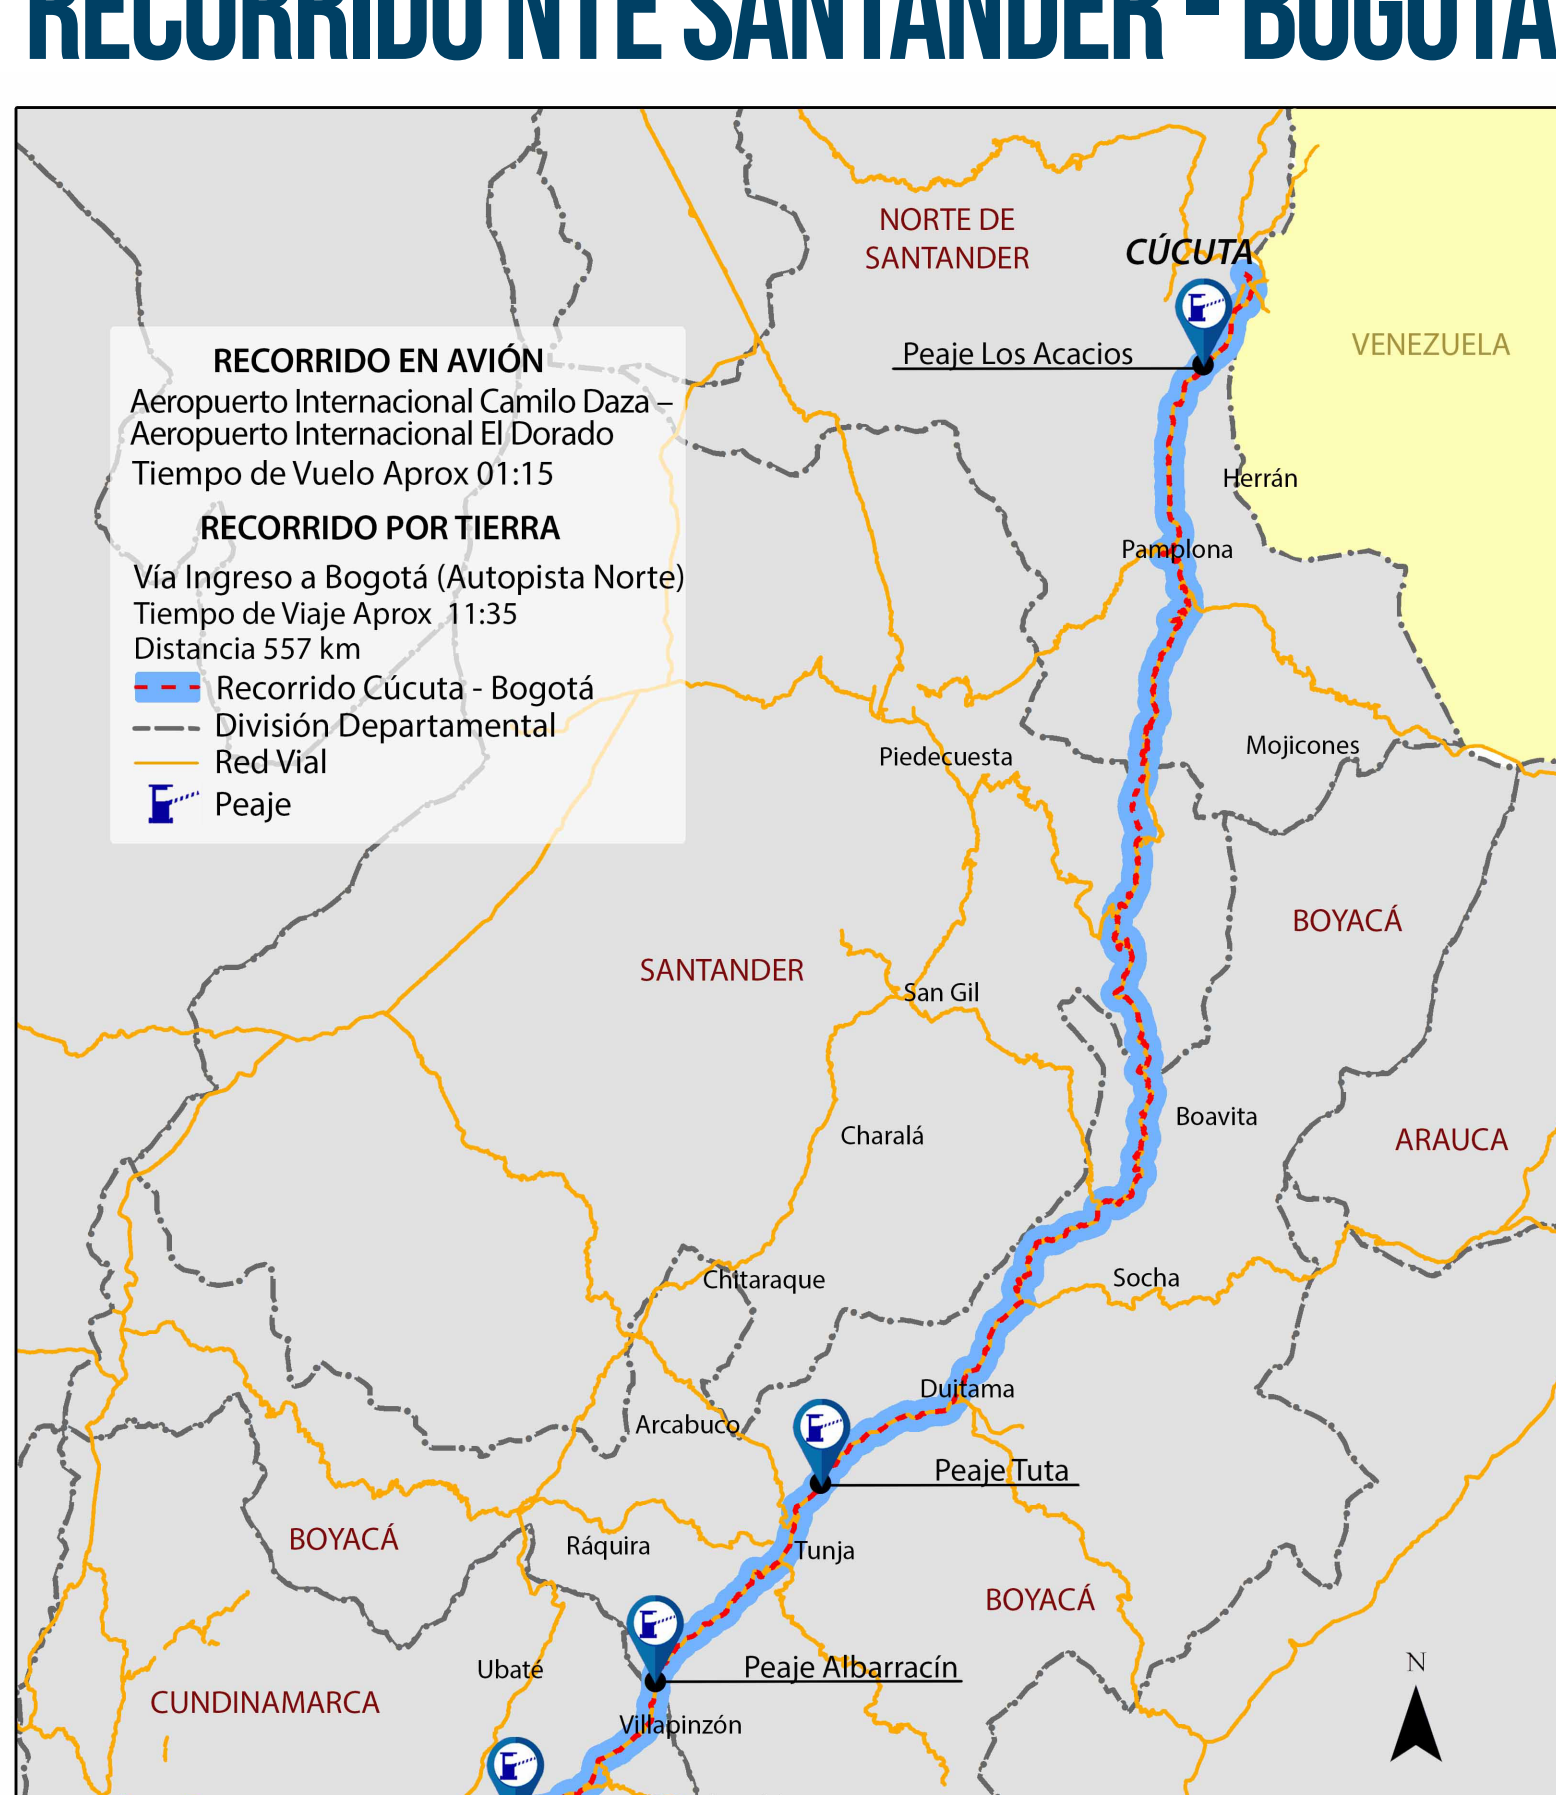 RECORRIDO NTE SANTANDER - BOGOTÁ
NORTE DE
SANTANDER
CÚCUTA
VENEZUELA
Peaje Los Acacios
RECORRIDO EN AVIÓN
Aeropuerto Internacional Camilo Daza –
Aeropuerto Internacional El Dorado
Tiempo de Vuelo Aprox 01:15
RECORRIDO POR TIERRA
Vía Ingreso a Bogotá (Autopista Norte)
Tiempo de Viaje Aprox 11:35
Distancia 557 km
Recorrido Cúcuta - Bogotá
División Departamental
Red Vial
Peaje
Herrán
Pamplona
Mojicones
Piedecuesta
BOYACÁ
SANTANDER
San Gil
Boavita
Charalá
ARAUCA
Chitaraque
Socha
Duitama
Arcabuco
Peaje Tuta
BOYACÁ
Ráquira
Tunja
BOYACÁ
Ubaté
Peaje Albarracín
N
CUNDINAMARCA
Villapinzón